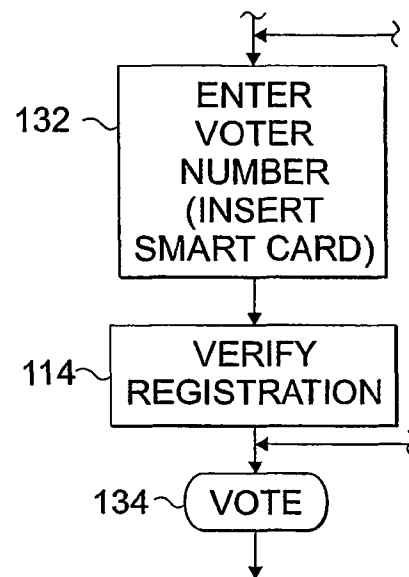 132
ENTER
VOTER
NUMBER
(INSERT
SMART CARD)
114
VERIFY
REGISTRATION
134
VOTE